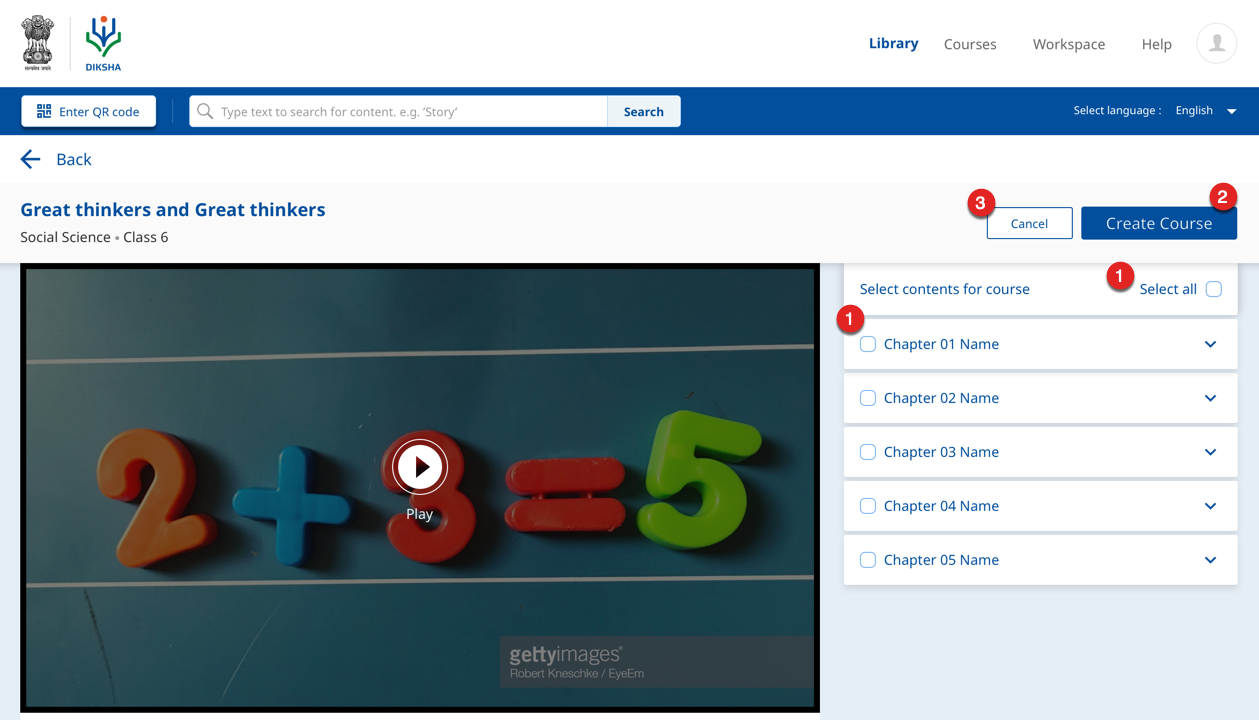 सत्यमेव जयते
DIKSHA
Library
Courses
Workspace
Help
Enter QR code
Type text to search for content. e.g. ‘Story’
Search
Select language :
English
Back
Great thinkers and Great thinkers
Social Science • Class 6
3
Cancel
2
Create Course
2 + 3 = 5
Play
gettyimages®
Robert Kneschke / EyeEm
Select contents for course
1
Select all
1
Chapter 01 Name
Chapter 02 Name
Chapter 03 Name
Chapter 04 Name
Chapter 05 Name